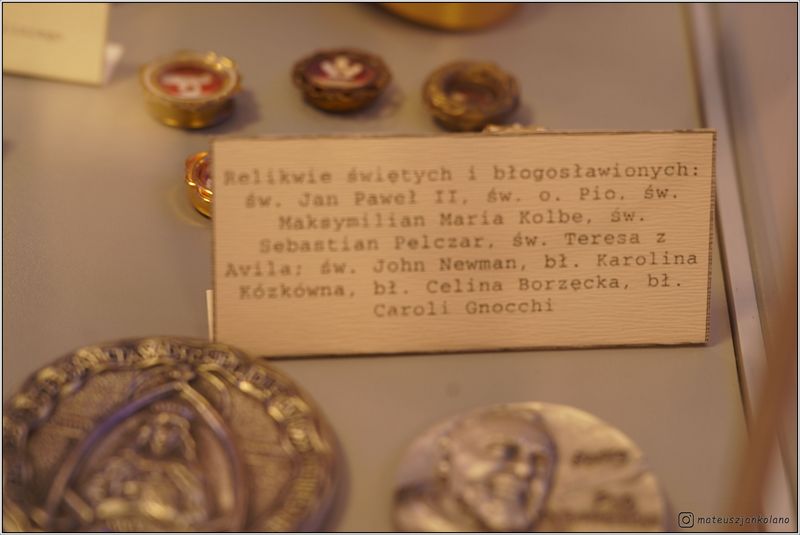 Relikwie świętych i błogosławionych:
św. Jan Paweł II, św. o. Pio, św.
Maksymilian Maria Kolbe, św.
Sebastian Pelczar, św. Teresa z
Avila; św. John Newman, bł. Karolina
Kózkówna, bł. Celina Borzęcka, bł.
Caroli Gnocchi
mateuszjankolano